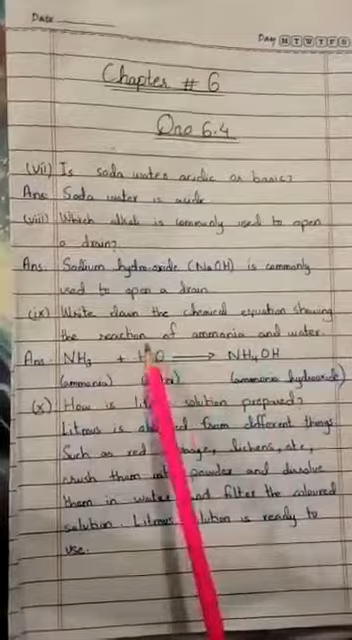 Date
Day M T W T F S
Chapter # 6
Qno 6.4
(vii) Is soda water acidic or basic?
Ans. Soda water is acidic
(viii) Which alkali is commonly used to open
a drain?
Ans. Sodium hydroxide (NaOH) is commonly
used to open a drain
(ix) Write down the chemical equation showing
the reaction of ammonia and water.
Ans. NH3 + H O → NH4OH
(ammonia) (ammonia hydroxide)
(x) How is solution prepared?
Litmus is from different things
Such as red lichens, etc,
crush them powder and dissolve
them in water and filter the coloured
solution. Litmus solution is ready to
use.